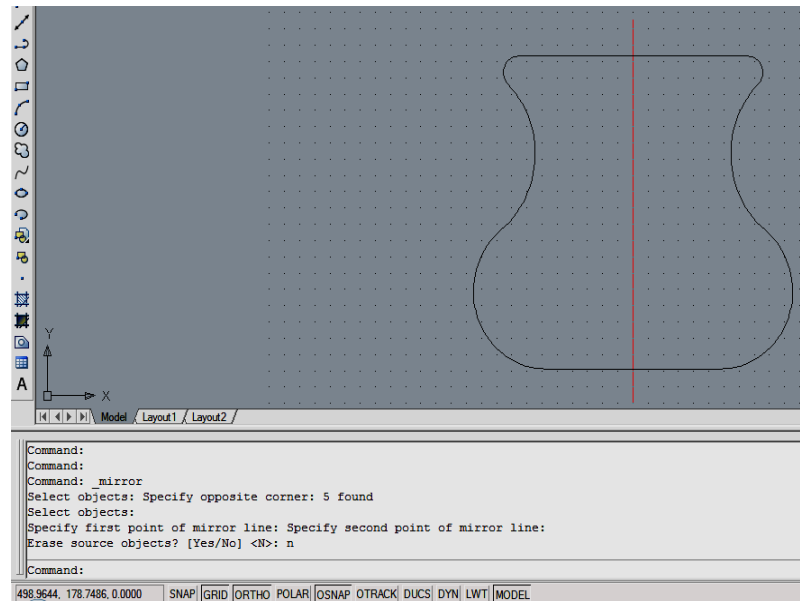 A
Y
X
Model Layout1 Layout2
Command:
Command:
Command: _mirror
Select objects: Specify opposite corner: 5 found
Select objects:
Specify first point of mirror line: Specify second point of mirror line:
Erase source objects? [Yes/No] <N>: n
Command:
498.9644, 178.7486, 0.0000 SNAP GRID ORTHO POLAR OSNAP OTRACK DUCS DYN LWT MODEL